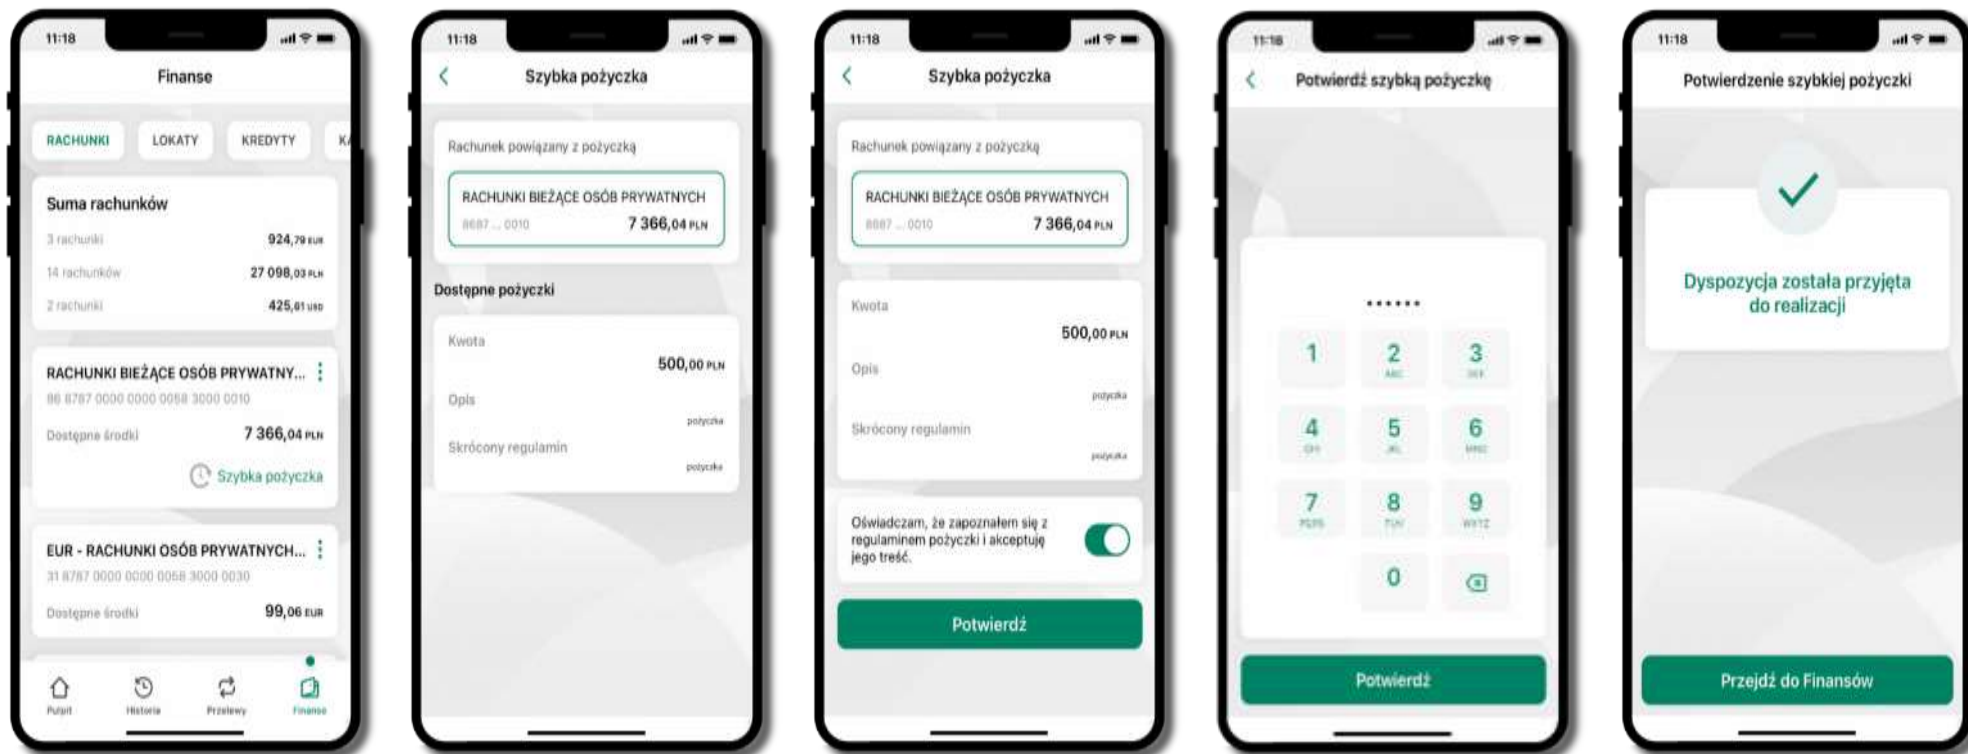 11:18
Finanse
RACHUNKI LOKATY KREDYTY KA
Suma rachunków
3 rachunki 924,79 EUR
14 rachunków 27 098,03 PLN
2 rachunki 425,61 USD
RACHUNKI BIEŻĄCE OSÓB PRYWATNY...
86 8787 0000 0000 0058 3000 0010
Dostępne środki 7 366,04 PLN
Szybka pożyczka
EUR - RACHUNKI OSÓB PRYWATNYCH...
31 8787 0000 0000 0058 3000 0030
Dostępne środki 99,06 EUR
Pulpit Historia Przelewy Finanse
11:18
Szybka pożyczka
Rachunek powiązany z pożyczką
RACHUNKI BIEŻĄCE OSÓB PRYWATNYCH
8687 ... 0010 7 366,04 PLN
Dostępne pożyczki
Kwota
500,00 PLN
Opis
pożyczka
Skrócony regulamin
pożyczka
11:18
Szybka pożyczka
Rachunek powiązany z pożyczką
RACHUNKI BIEŻĄCE OSÓB PRYWATNYCH
8687 ... 0010 7 366,04 PLN
Kwota
500,00 PLN
Opis
pożyczka
Skrócony regulamin
pożyczka
Oświadczam, że zapoznałem się z
regulaminem pożyczki i akceptuję
jego treść.
Potwierdź
11:18
Potwierdź szybką pożyczkę
••••••
1 2 3
ABC DEF
4 5 6
GHI JKL MNO
7 8 9
PQRS TUV WXYZ
0
Potwierdź
11:18
Potwierdzenie szybkiej pożyczki
Dyspozycja została przyjęta
do realizacji
Przejdź do Finansów